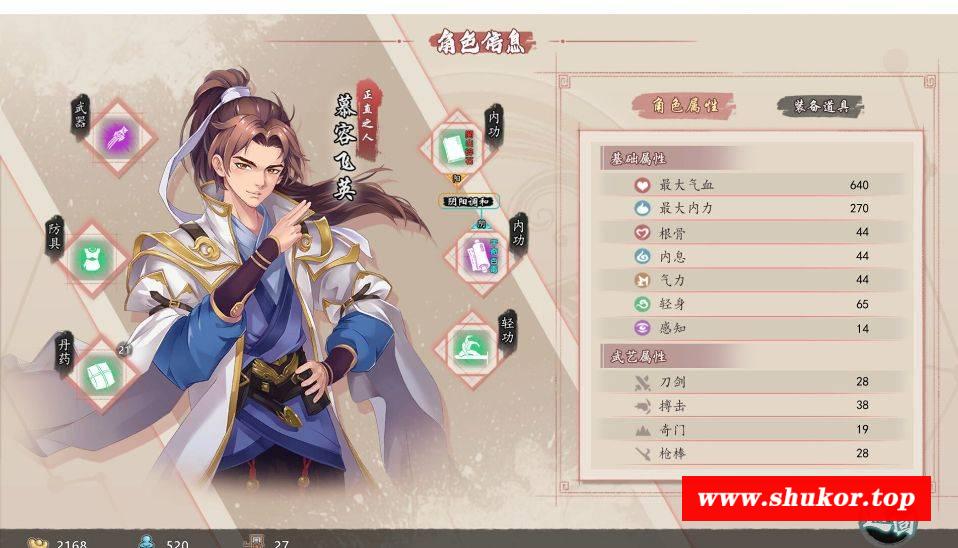 角色信息
武器
防具
丹药
21
慕容飞英
正直之人
内功
阴阳调和
阴
内功
轻功
角色属性
装备道具
基础属性
最大气血 640
最大内力 270
根骨 44
内息 44
气力 44
轻身 65
感知 14
武艺属性
刀剑 28
搏击 38
奇门 19
枪棒 28
www.shukor.top
2168
520
27